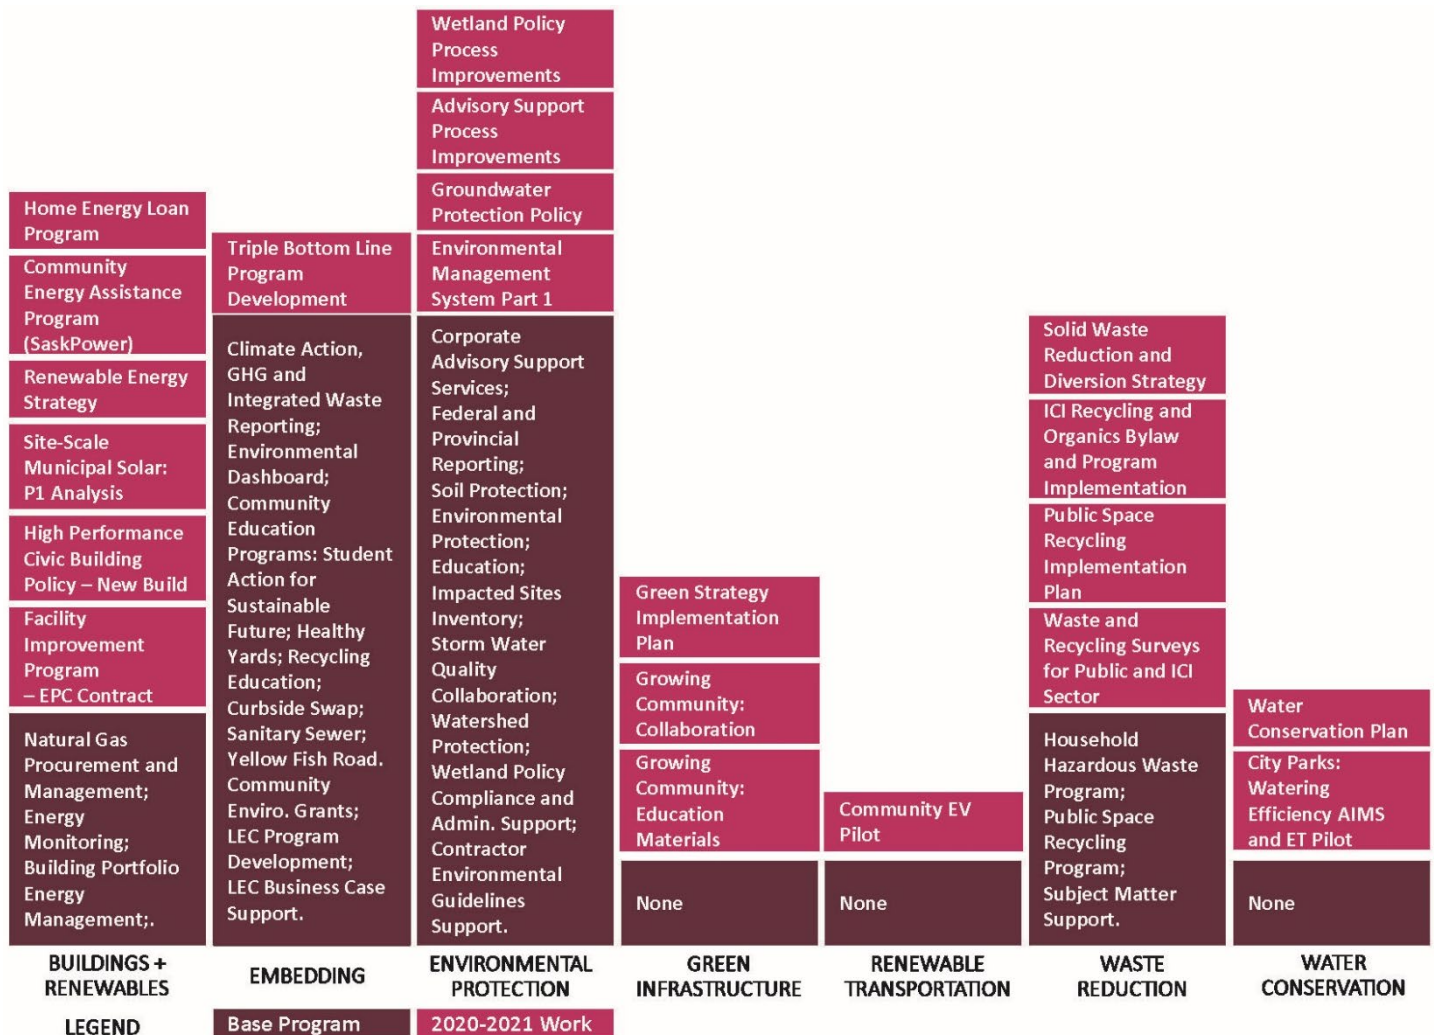 Home Energy Loan
Program
Community
Energy Assistance
Program
(SaskPower)
Renewable Energy
Strategy
Site-Scale
Municipal Solar:
P1 Analysis
High Performance
Civic Building
Policy – New Build
Facility
Improvement
Program
– EPC Contract
Natural Gas
Procurement and
Management;
Energy
Monitoring;
Building Portfolio
Energy
Management;.
BUILDINGS +
RENEWABLES
Triple Bottom Line
Program
Development
Climate Action,
GHG and
Integrated Waste
Reporting;
Environmental
Dashboard;
Community
Education
Programs: Student
Action for
Sustainable
Future; Healthy
Yards; Recycling
Education;
Curbside Swap;
Sanitary Sewer;
Yellow Fish Road.
Community
Enviro. Grants;
LEC Program
Development;
LEC Business Case
Support.
EMBEDDING
Wetland Policy
Process
Improvements
Advisory Support
Process
Improvements
Groundwater
Protection Policy
Environmental
Management
System Part 1
Corporate
Advisory Support
Services;
Federal and
Provincial
Reporting;
Soil Protection;
Environmental
Protection;
Education;
Impacted Sites
Inventory;
Storm Water
Quality
Collaboration;
Watershed
Protection;
Wetland Policy
Compliance and
Admin. Support;
Contractor
Environmental
Guidelines
Support.
ENVIRONMENTAL
PROTECTION
Green Strategy
Implementation
Plan
Growing
Community:
Collaboration
Growing
Community:
Education
Materials
None
GREEN
INFRASTRUCTURE
Community EV
Pilot
None
RENEWABLE
TRANSPORTATION
Solid Waste
Reduction and
Diversion Strategy
ICI Recycling and
Organics Bylaw
and Program
Implementation
Public Space
Recycling
Implementation
Plan
Waste and
Recycling Surveys
for Public and ICI
Sector
Household
Hazardous Waste
Program;
Public Space
Recycling
Program;
Subject Matter
Support.
WASTE
REDUCTION
Water
Conservation Plan
City Parks:
Watering
Efficiency AIMS
and ET Pilot
None
WATER
CONSERVATION
LEGEND
Base Program
2020-2021 Work